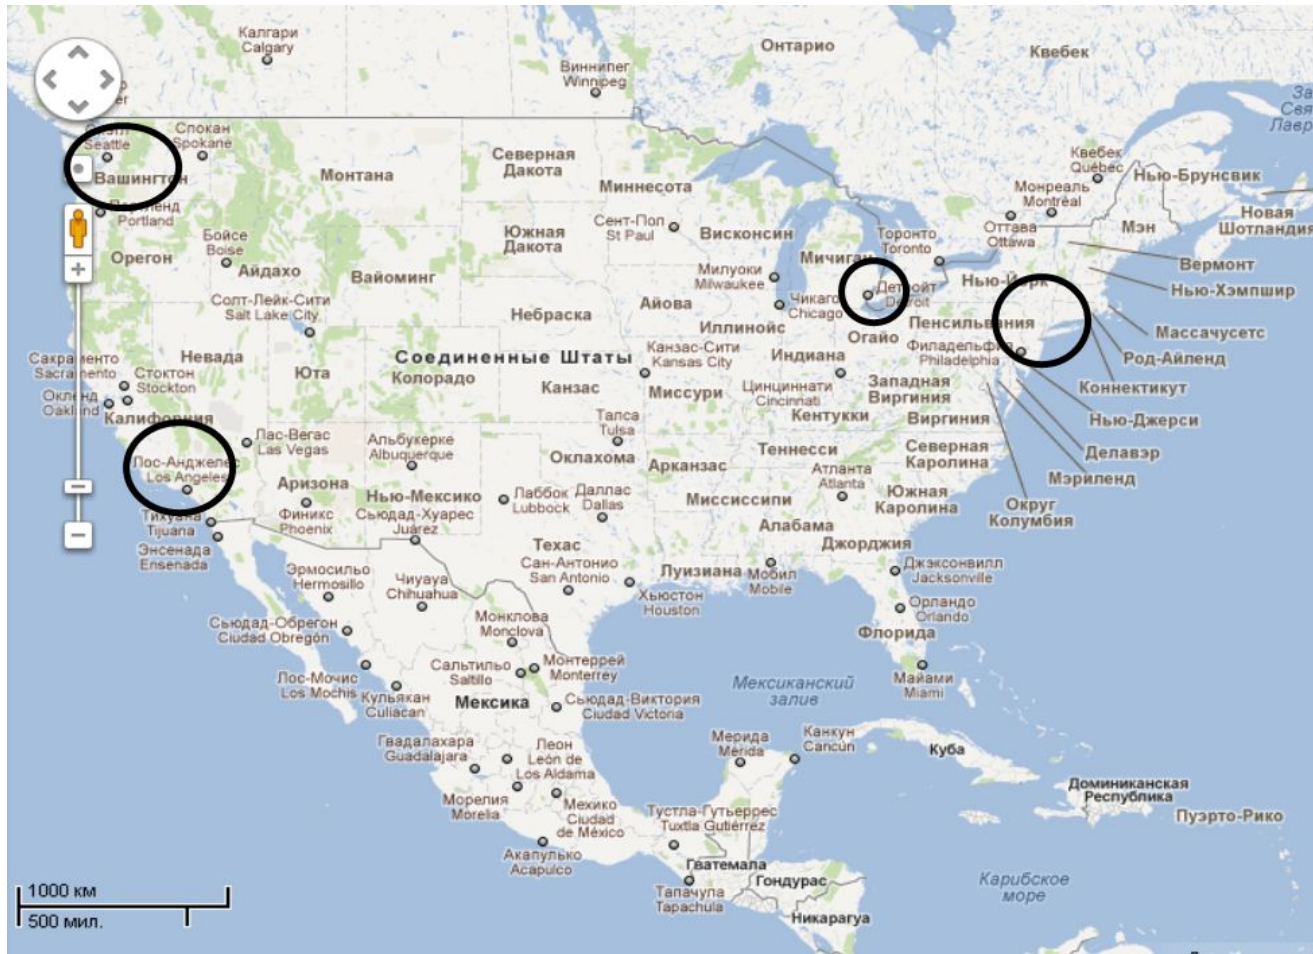 Калгари
Calgary
Виннипег
Winnipeg
Онтарио
Квебек
Seattle
Вашингтон
Спокан
Spokane
Portland
Монтана
Северная
Дакота
Миннесота
Квебек
Québec
Нью-Брунсвик
Монреаль
Montréal
Оттава
Ottawa
Мэн
Новая
Шотландия
Орегон
Бойсе
Boise
Айдахо
Вайоминг
Южная
Дакота
Сент-Пол
St Paul
Висконсин
Мичиган
Торонто
Toronto
Вермонт
Нью-Хэмпшир
Милуоки
Milwaukee
Детройт
Detroit
Нью-Йорк
Солт-Лейк-Сити
Salt Lake City
Небраска
Айова
Чикаго
Chicago
Иллинойс
Огайо
Пенсильвания
Массачусетс
Род-Айленд
Сакраменто
Sacramento
Невада
Юта
Соединенные Штаты
Колорадо
Канзас-Сити
Kansas City
Индиана
Филадельфия
Philadelphia
Коннектикут
Стоктон
Stockton
Окленд
Oakland
Калифорния
Канзас
Миссури
Цинциннати
Cincinnati
Кентукки
Западная
Виргиния
Виргиния
Нью-Джерси
Делавэр
Мэриленд
Лас-Вегас
Las Vegas
Альбукерке
Albuquerque
Талса
Tulsa
Оклахома
Арканзас
Теннесси
Северная
Каролина
Лос-Анджелес
Los Angeles
Аризона
Нью-Мексико
Лаббок
Lubbock
Даллас
Dallas
Миссисипи
Атланта
Atlanta
Южная
Каролина
Округ
Колумбия
Тихуана
Tijuana
Финикс
Phoenix
Сьюдад-Хуарес
Juárez
Алабама
Джорджия
Энсенада
Ensenada
Техас
Сан-Антонио
San Antonio
Луизиана
Мобил
Mobile
Джэксонвилл
Jacksonville
Эрмосильо
Hermosillo
Чиуауа
Chihuahua
Хьюстон
Houston
Орландо
Orlando
Флорида
Сьюдад-Обрегон
Ciudad Obregón
Монклова
Monclova
Лос-Мочис
Los Mochis
Кульякан
Culiacan
Сальтильо
Saltillo
Монтеррей
Monterrey
Мексиканский
залив
Майами
Miami
Мексика
Сьюдад-Виктория
Ciudad Victoria
Гвадалахара
Guadalajara
Леон
León de
Los Aldama
Мерида
Mérida
Канкун
Cancún
Куба
Доминиканская
Республика
Пуэрто-Рико
Морелия
Morelia
Мехико
Ciudad
de México
Тустла-Гутьеррес
Tuxtla Gutiérrez
Акапулько
Acapulco
Гватемала
Гондурас
Тапачула
Tapachula
Никарагуа
Карибское
море
1000 км
500 мил.